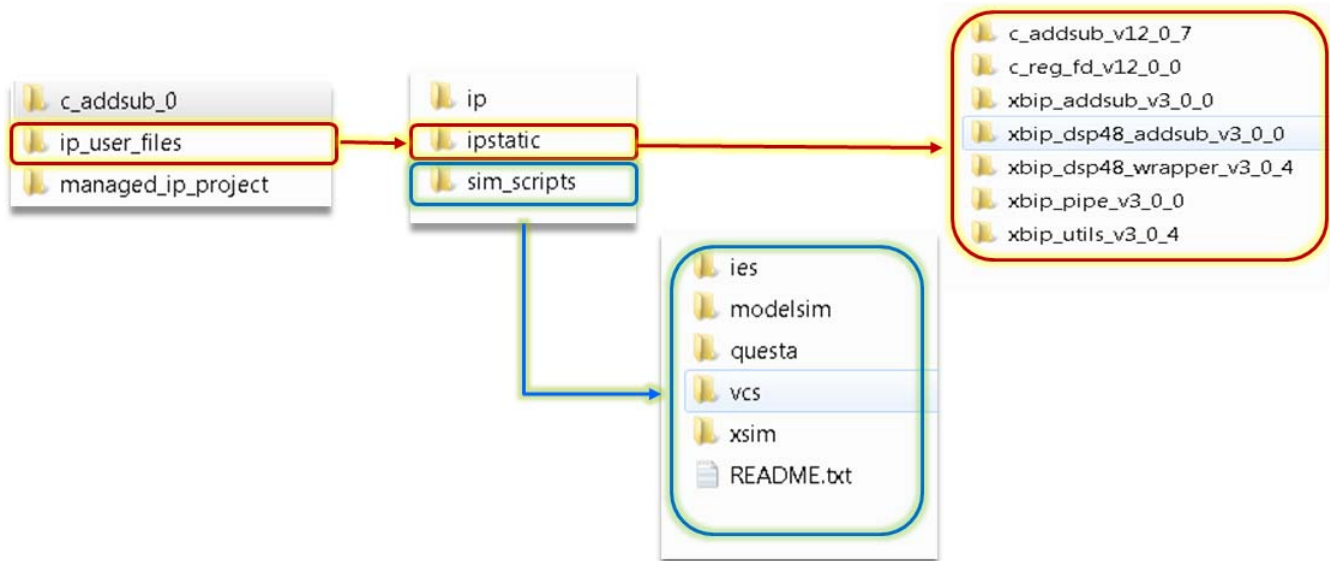 c_addsub_0
ip_user_files
managed_ip_project
ip
ipstatic
sim_scripts
c_addsub_v12_0_7
c_reg_fd_v12_0_0
xbip_addsub_v3_0_0
xbip_dsp48_addsub_v3_0_0
xbip_dsp48_wrapper_v3_0_4
xbip_pipe_v3_0_0
xbip_utils_v3_0_4
ies
modelsim
questa
vcs
xsim
README.txt